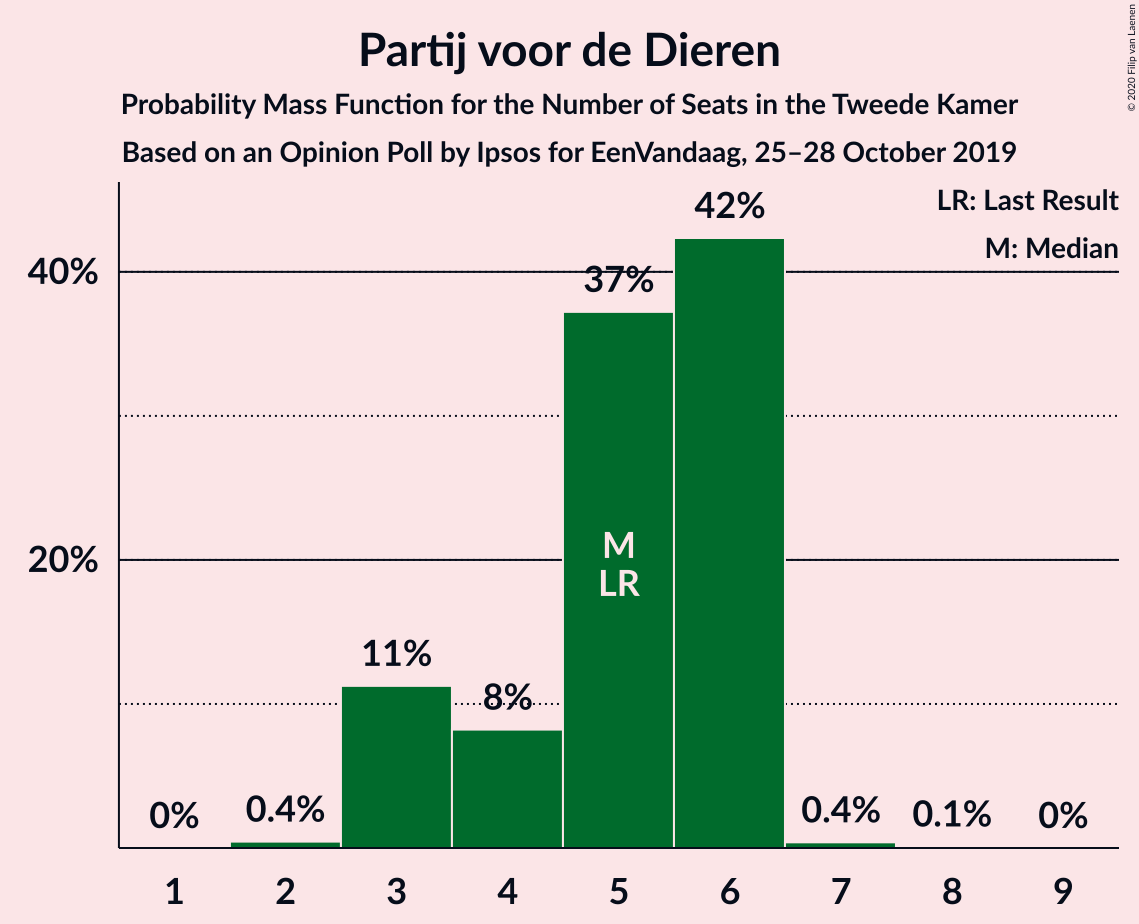 Partij voor de Dieren
Probability Mass Function for the Number of Seats in the Tweede Kamer
Based on an Opinion Poll by Ipsos for EenVandaag, 25–28 October 2019
© 2020 Filip van Laenen
LR: Last Result
M: Median
42%
40%
37%
20%
M
LR
11%
8%
0%
0.4%
0.4%
0.1%
0%
1 2 3 4 5 6 7 8 9